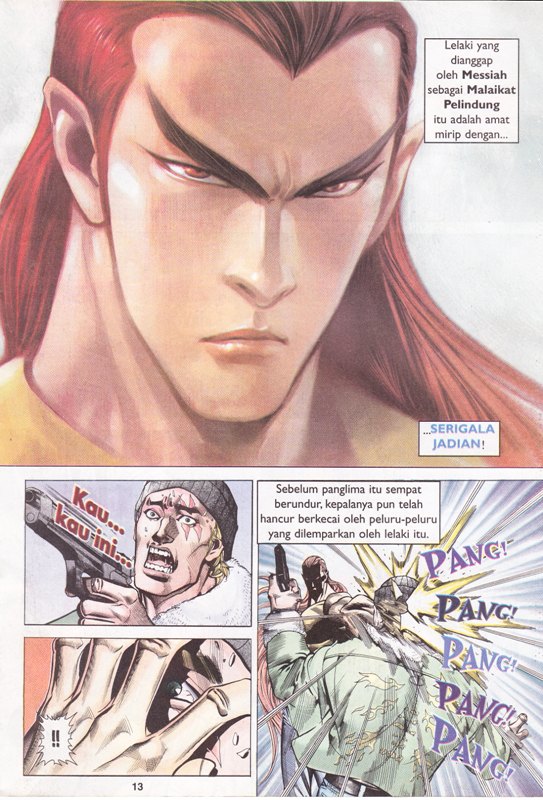 Lelaki yang
dianggap
oleh Messiah
sebagai Malaikat
Pelindung
itu adalah amat
mirip dengan...
...SERIGALA
JADIAN!
Kau...
kau ini...
!!
Sebelum panglima itu sempat
berundur, kepalanya pun telah
hancur berkecai oleh peluru-peluru
yang dilemparkan oleh lelaki itu.
PANG!
PANG!
PANG!
PANG!
PANG!
13